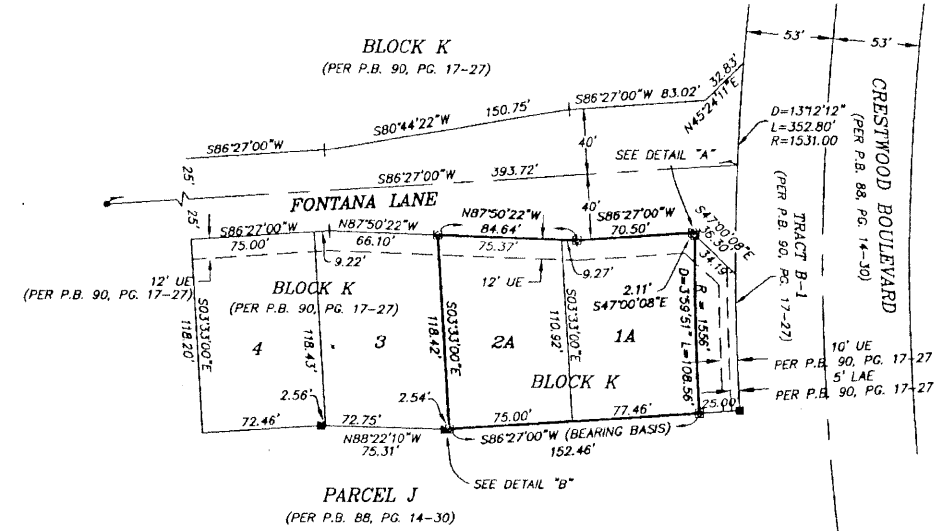 BLOCK K
(PER P.B. 90, PG. 17-27)
53'
53'
S86°27'00"W 83.02'
32.83'
N45°24'11"E
150.75'
S80°44'22"W
S86°27'00"W
D=13°12'12"
L=352.80'
R=1531.00
CRESTWOOD BOULEVARD
(PER P.B. 88, PG. 14-30)
40'
SEE DETAIL "A"
25'
S86°27'00"W
393.72'
FONTANA LANE
25'
40'
S86°27'00"W
75.00'
N87°50'22"W
66.10'
N87°50'22"W
84.64'
75.37'
S86°27'00"W
70.50'
S47°00'08"E
36.30'
34.19'
TRACT B-1
(PER P.B. 90, PG. 17-27)
9.22'
9.27'
12' UE
(PER P.B. 90, PG. 17-27)
12' UE
BLOCK K
(PER P.B. 90, PG. 17-27)
2.11'
S47°00'08"E
S03°33'00"E
118.20'
4
118.43'
3
S03°33'00"E
118.42'
2A
110.92'
S03°33'00"E
1A
D=3°59'51" L=108.56'
R = 1556'
BLOCK K
10' UE
PER P.B. 90, PG. 17-27
5' LAE
PER P.B. 90, PG. 17-27
72.46'
2.56'
72.75'
2.54'
75.00'
77.46'
25.00
N88°22'10"W
75.31'
S86°27'00"W (BEARING BASIS)
152.46'
SEE DETAIL "B"
PARCEL J
(PER P.B. 88, PG. 14-30)